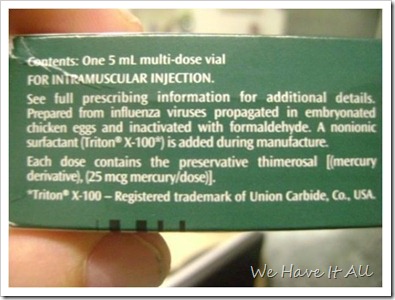 Contents: One 5 mL multi-dose vial
FOR INTRAMUSCULAR INJECTION.
See full prescribing information for additional details.
Prepared from influenza viruses propagated in embryonated
chicken eggs and inactivated with formaldehyde. A nonionic
surfactant (Triton® X-100*) is added during manufacture.
Each dose contains the preservative thimerosal [(mercury
derivative), (25 mcg mercury/dose)].
*Triton® X-100 – Registered trademark of Union Carbide, Co., USA.
We Have It All